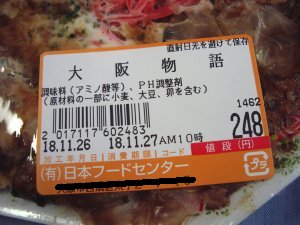 直射日光を避けて保存
大阪物語
調味料（アミノ酸等）、PH調整剤
（原材料の一部に小麦、大豆、卵を含む）
1462
2 017117 602483
248
18.11.26 18.11.27AM10時
値段（円）
加工年月日 消費期限 コード
（有）日本フードセンター
プラ